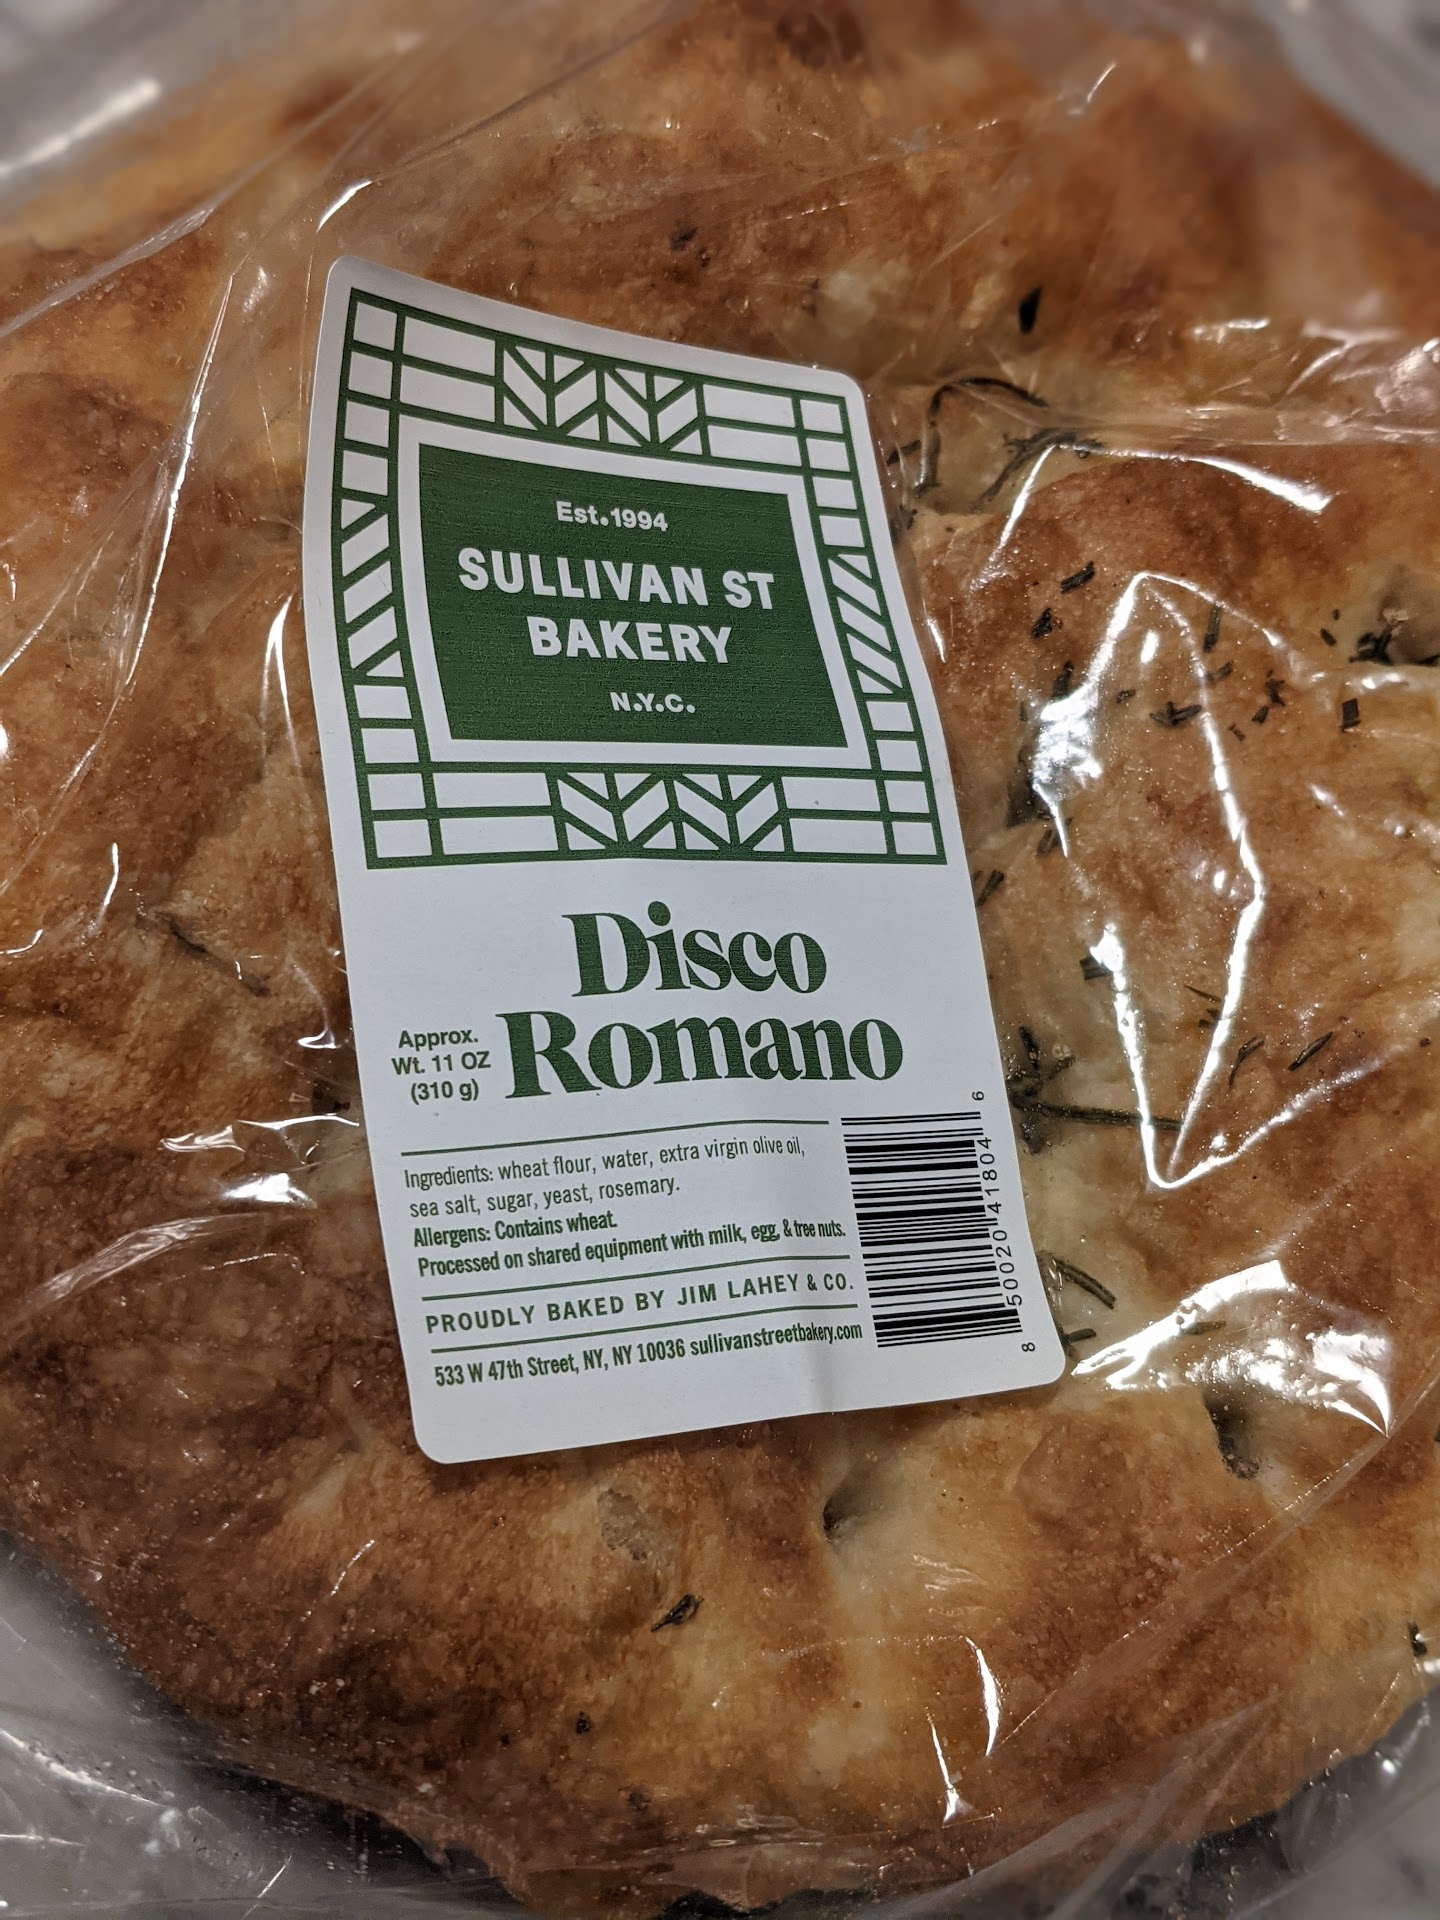 Est.1994
SULLIVAN ST
BAKERY
N.Y.C.
Disco
Romano
Approx.
Wt. 11 OZ
(310 g)
Ingredients: wheat flour, water, extra virgin olive oil,
sea salt, sugar, yeast, rosemary.
Allergens: Contains wheat.
Processed on shared equipment with milk, egg, & tree nuts.
PROUDLY BAKED BY JIM LAHEY & CO.
533 W 47th Street, NY, NY 10036 sullivanstreetbakery.com
8 50020 41804 6